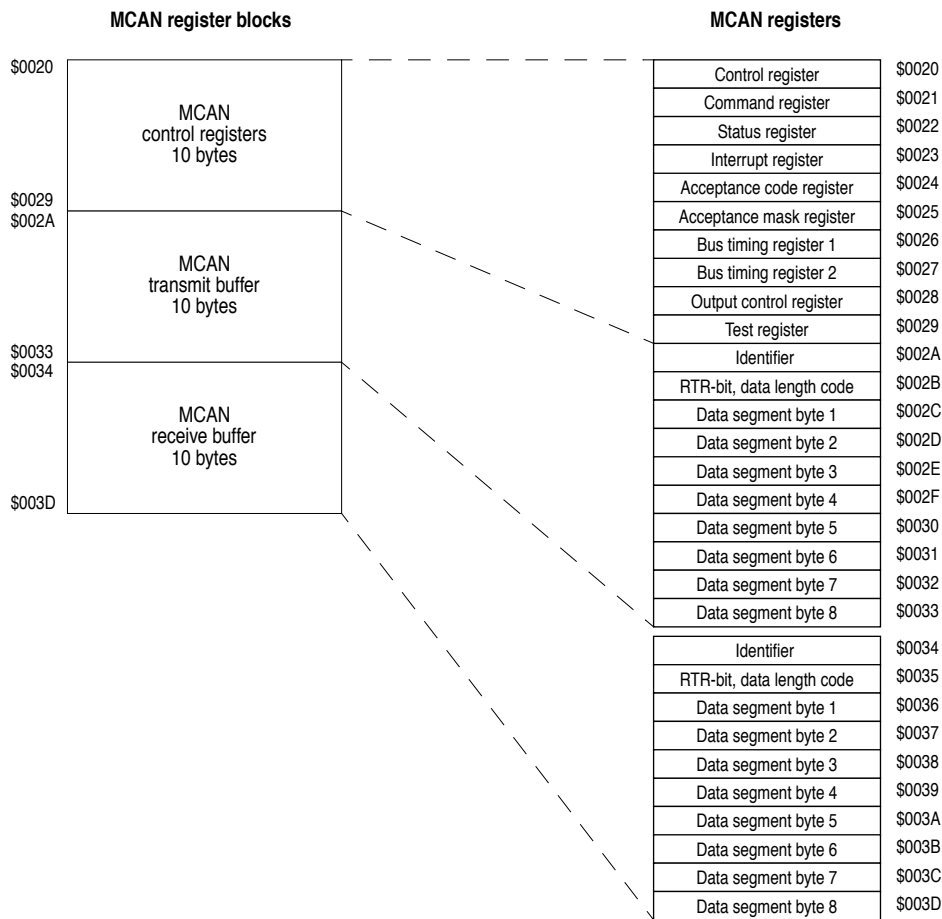 MCAN register blocks
$0020
MCAN
control registers
10 bytes
$0029
$002A
MCAN
transmit buffer
10 bytes
$0033
$0034
MCAN
receive buffer
10 bytes
$003D
MCAN registers
Control register $0020
Command register $0021
Status register $0022
Interrupt register $0023
Acceptance code register $0024
Acceptance mask register $0025
Bus timing register 1 $0026
Bus timing register 2 $0027
Output control register $0028
Test register $0029
Identifier $002A
RTR-bit, data length code $002B
Data segment byte 1 $002C
Data segment byte 2 $002D
Data segment byte 3 $002E
Data segment byte 4 $002F
Data segment byte 5 $0030
Data segment byte 6 $0031
Data segment byte 7 $0032
Data segment byte 8 $0033
Identifier $0034
RTR-bit, data length code $0035
Data segment byte 1 $0036
Data segment byte 2 $0037
Data segment byte 3 $0038
Data segment byte 4 $0039
Data segment byte 5 $003A
Data segment byte 6 $003B
Data segment byte 7 $003C
Data segment byte 8 $003D